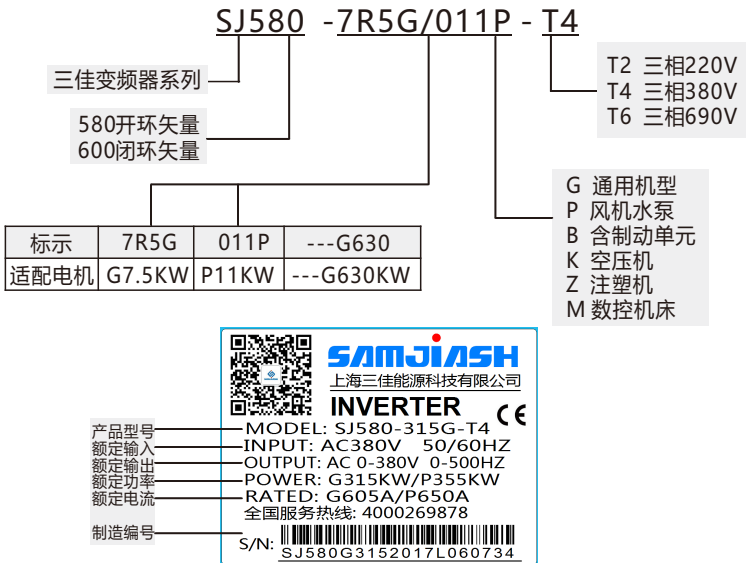 SJ580 -7R5G/011P - T4
三佳变频器系列
580开环矢量
600闭环矢量
T2 三相220V
T4 三相380V
T6 三相690V
G 通用机型
P 风机水泵
B 含制动单元
K 空压机
Z 注塑机
M 数控机床
标示 7R5G 011P ---G630
适配电机 G7.5KW P11KW ---G630KW
SAMJIASH
上海三佳能源科技有限公司
INVERTER CE
产品型号 MODEL: SJ580-315G-T4
额定输入 INPUT: AC380V 50/60HZ
额定输出 OUTPUT: AC 0-380V 0-500HZ
额定功率 POWER: G315KW/P355KW
额定电流 RATED: G605A/P650A
全国服务热线: 4000269878
制造编号 S/N:
SJ580G3152017L060734